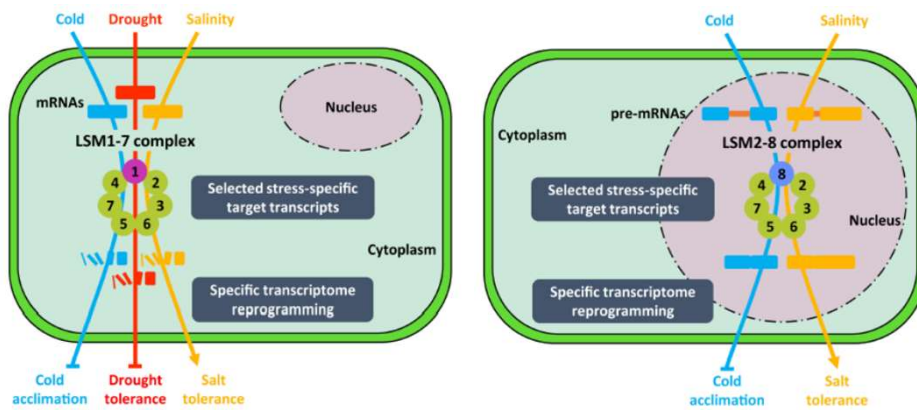 Cold Drought Salinity
mRNAs
Nucleus
LSM1-7 complex
1
4 2
7 3
5 6
Selected stress-specific
target transcripts
Cytoplasm
Specific transcriptome
reprogramming
Cold
acclimation
Drought
tolerance
Salt
tolerance
Cold Salinity
Cytoplasm
pre-mRNAs
LSM2-8 complex
8
4 2
7 3
5 6
Selected stress-specific
target transcripts
Nucleus
Specific transcriptome
reprogramming
Cold
acclimation
Salt
tolerance